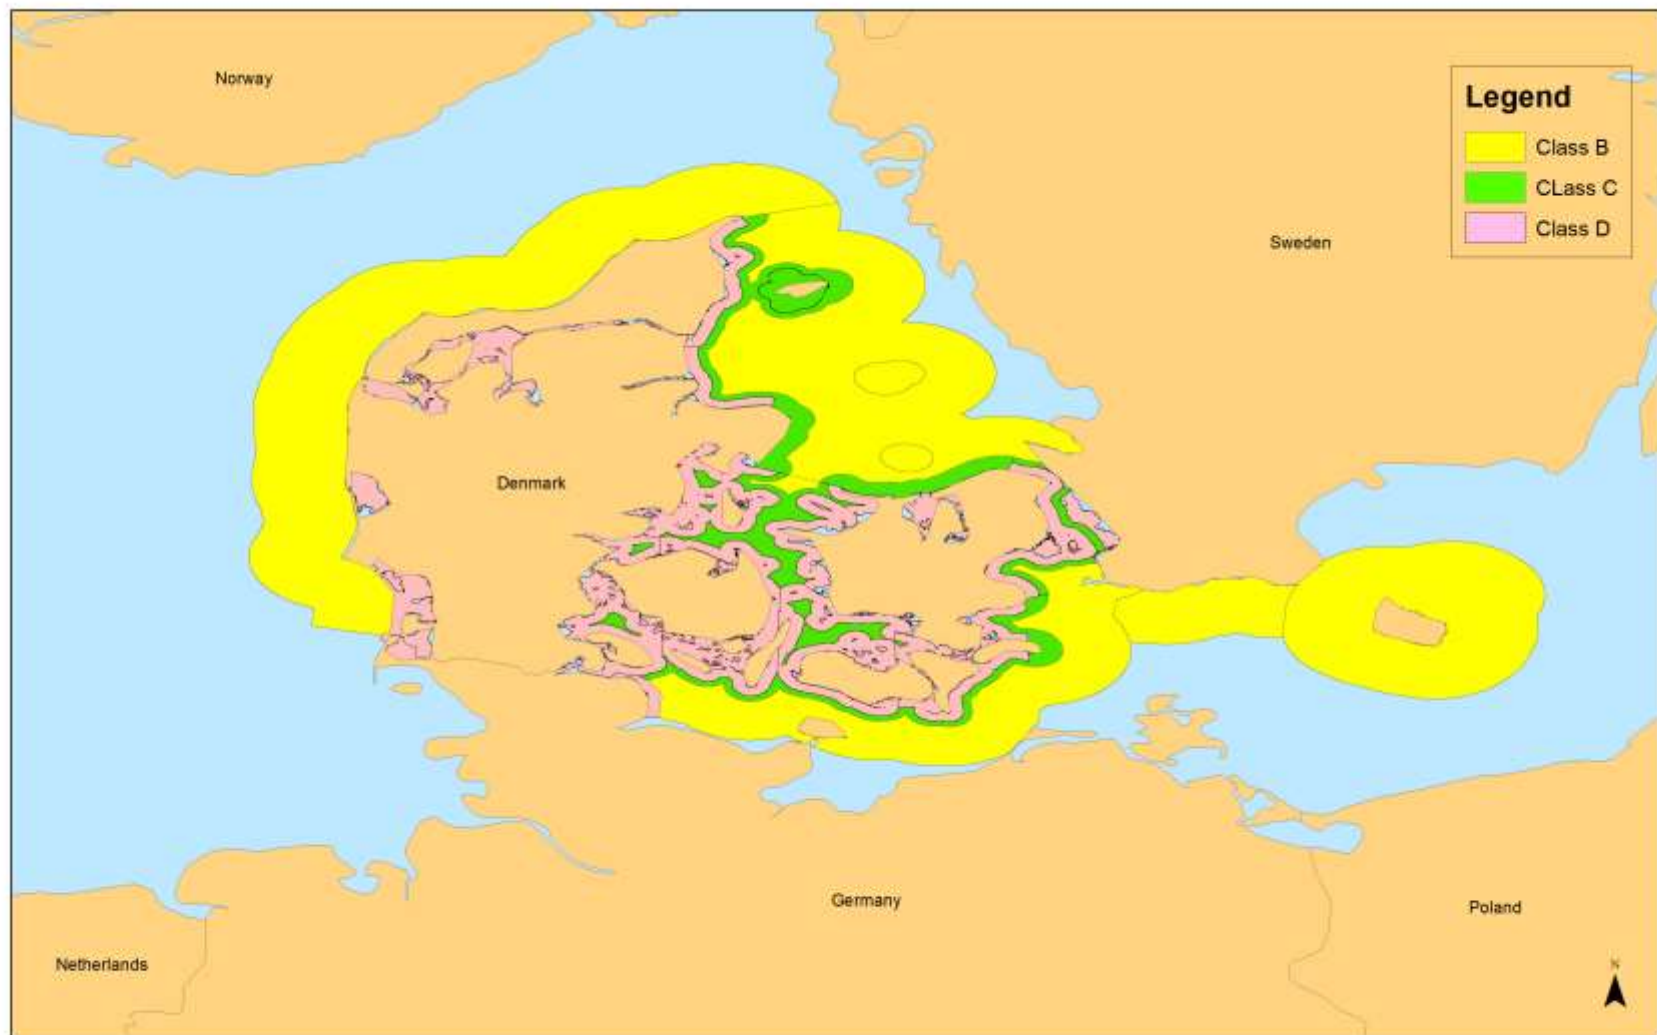 Norway
Legend
Class B
CLass C
Class D
Sweden
Denmark
Germany
Poland
Netherlands
N